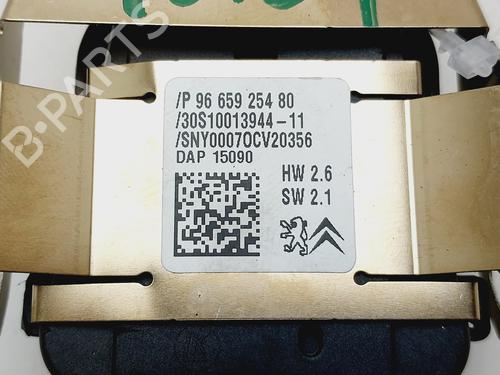 /P 96 659 254 80
/30S10013944-11
/SNY0007OCV20356
DAP 15090
HW 2.6
SW 2.1
B-PARTS